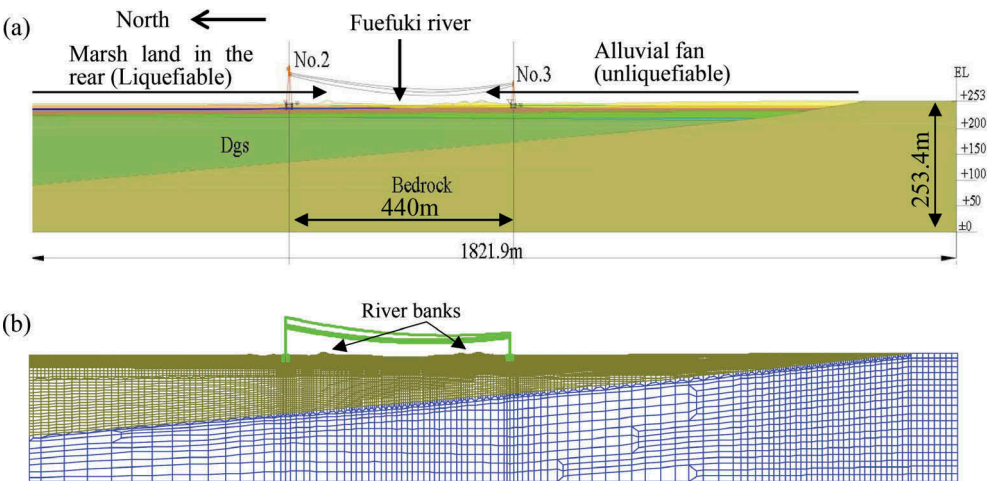 (a)
North
Fuefuki river
Marsh land in the
rear (Liquefiable)
No.2
No.3
Alluvial fan
(unliquefiable)
EL
+253
+200
+150
+100
+50
±0
Dgs
Bedrock
440m
253.4m
1821.9m
(b)
River banks